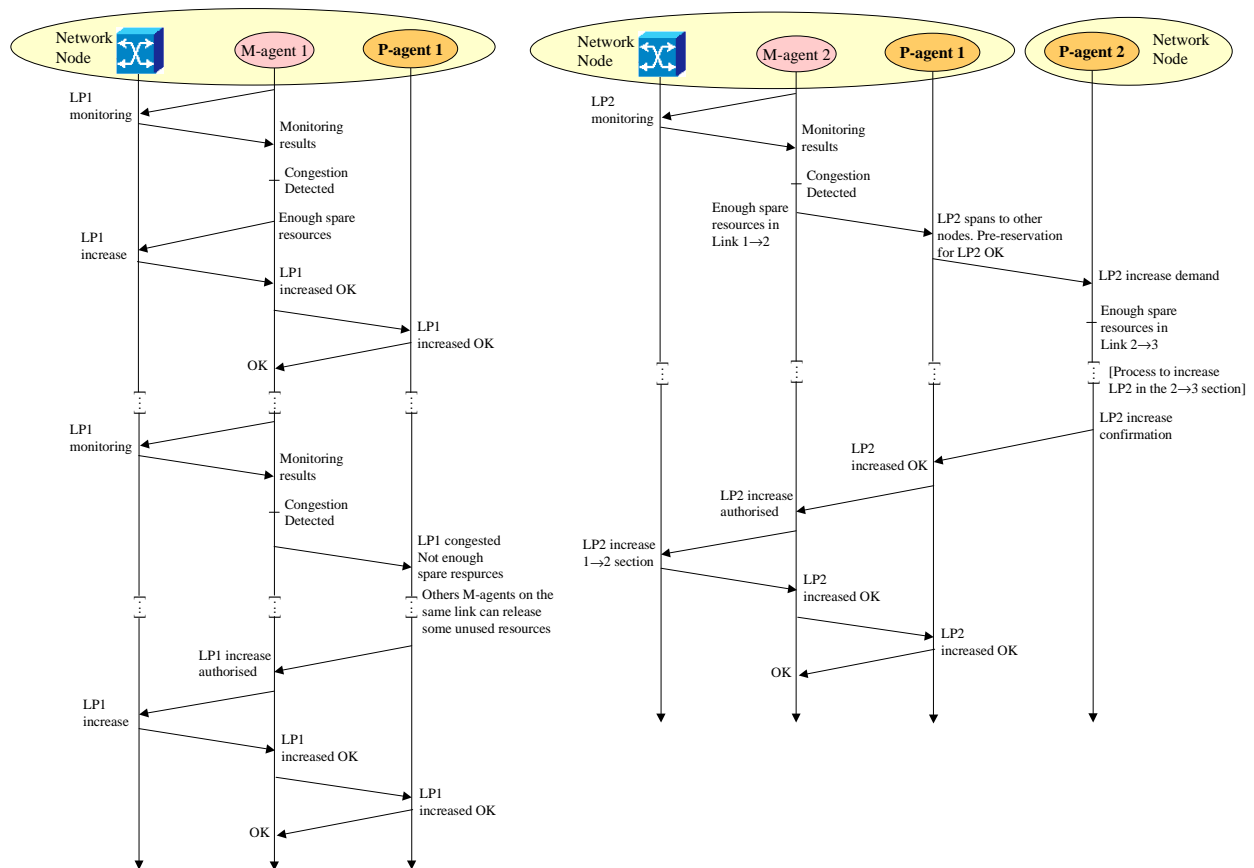 Network
Node
M-agent 1
P-agent 1
LP1
monitoring
Monitoring
results
Congestion
Detected
Enough spare
resources
LP1
increase
LP1
increased OK
LP1
increased OK
OK
LP1
monitoring
Monitoring
results
Congestion
Detected
LP1 congested
Not enough
spare respurces
Others M-agents on the
same link can release
some unused resources
LP1 increase
authorised
LP1
increase
LP1
increased OK
LP1
increased OK
OK
Network
Node
M-agent 2
P-agent 1
P-agent 2
Network
Node
LP2
monitoring
Monitoring
results
Congestion
Detected
Enough spare
resources in
Link 1→2
LP2 spans to other
nodes. Pre-reservation
for LP2 OK
LP2 increase demand
Enough spare
resources in
Link 2→3
[Process to increase
LP2 in the 2→3 section]
LP2 increase
confirmation
LP2
increased OK
LP2 increase
authorised
LP2 increase
1→2 section
LP2
increased OK
LP2
increased OK
OK